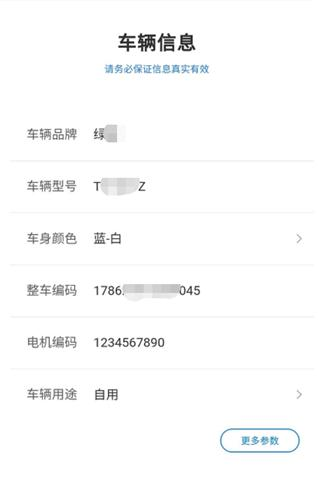 车辆信息
请务必保证信息真实有效
车辆品牌 绿
车辆型号 T Z
车身颜色 蓝-白
整车编码 1786 045
电机编码 1234567890
车辆用途 自用
更多参数